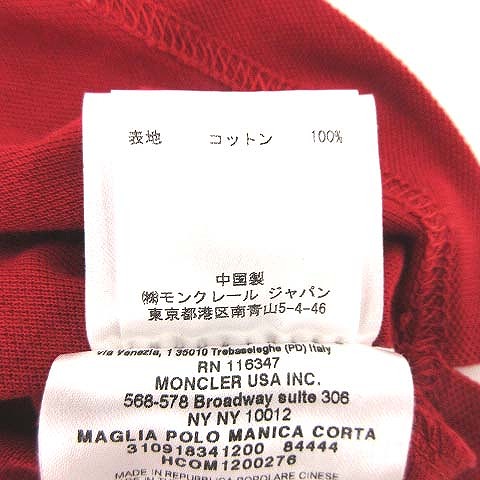 表地 コットン 100%
中国製
㈱モンクレール ジャパン
東京都港区南青山5-4-46
via Venezia, 1 35010 Trebaseleghe (PD) Italy
RN 116347
MONCLER USA INC.
568-578 Broadway suite 306
NY NY 10012
MAGLIA POLO MANICA CORTA
310918341200 84444
HCOM1200276
MADE IN REPUBBLICA POPOLARE CINESE